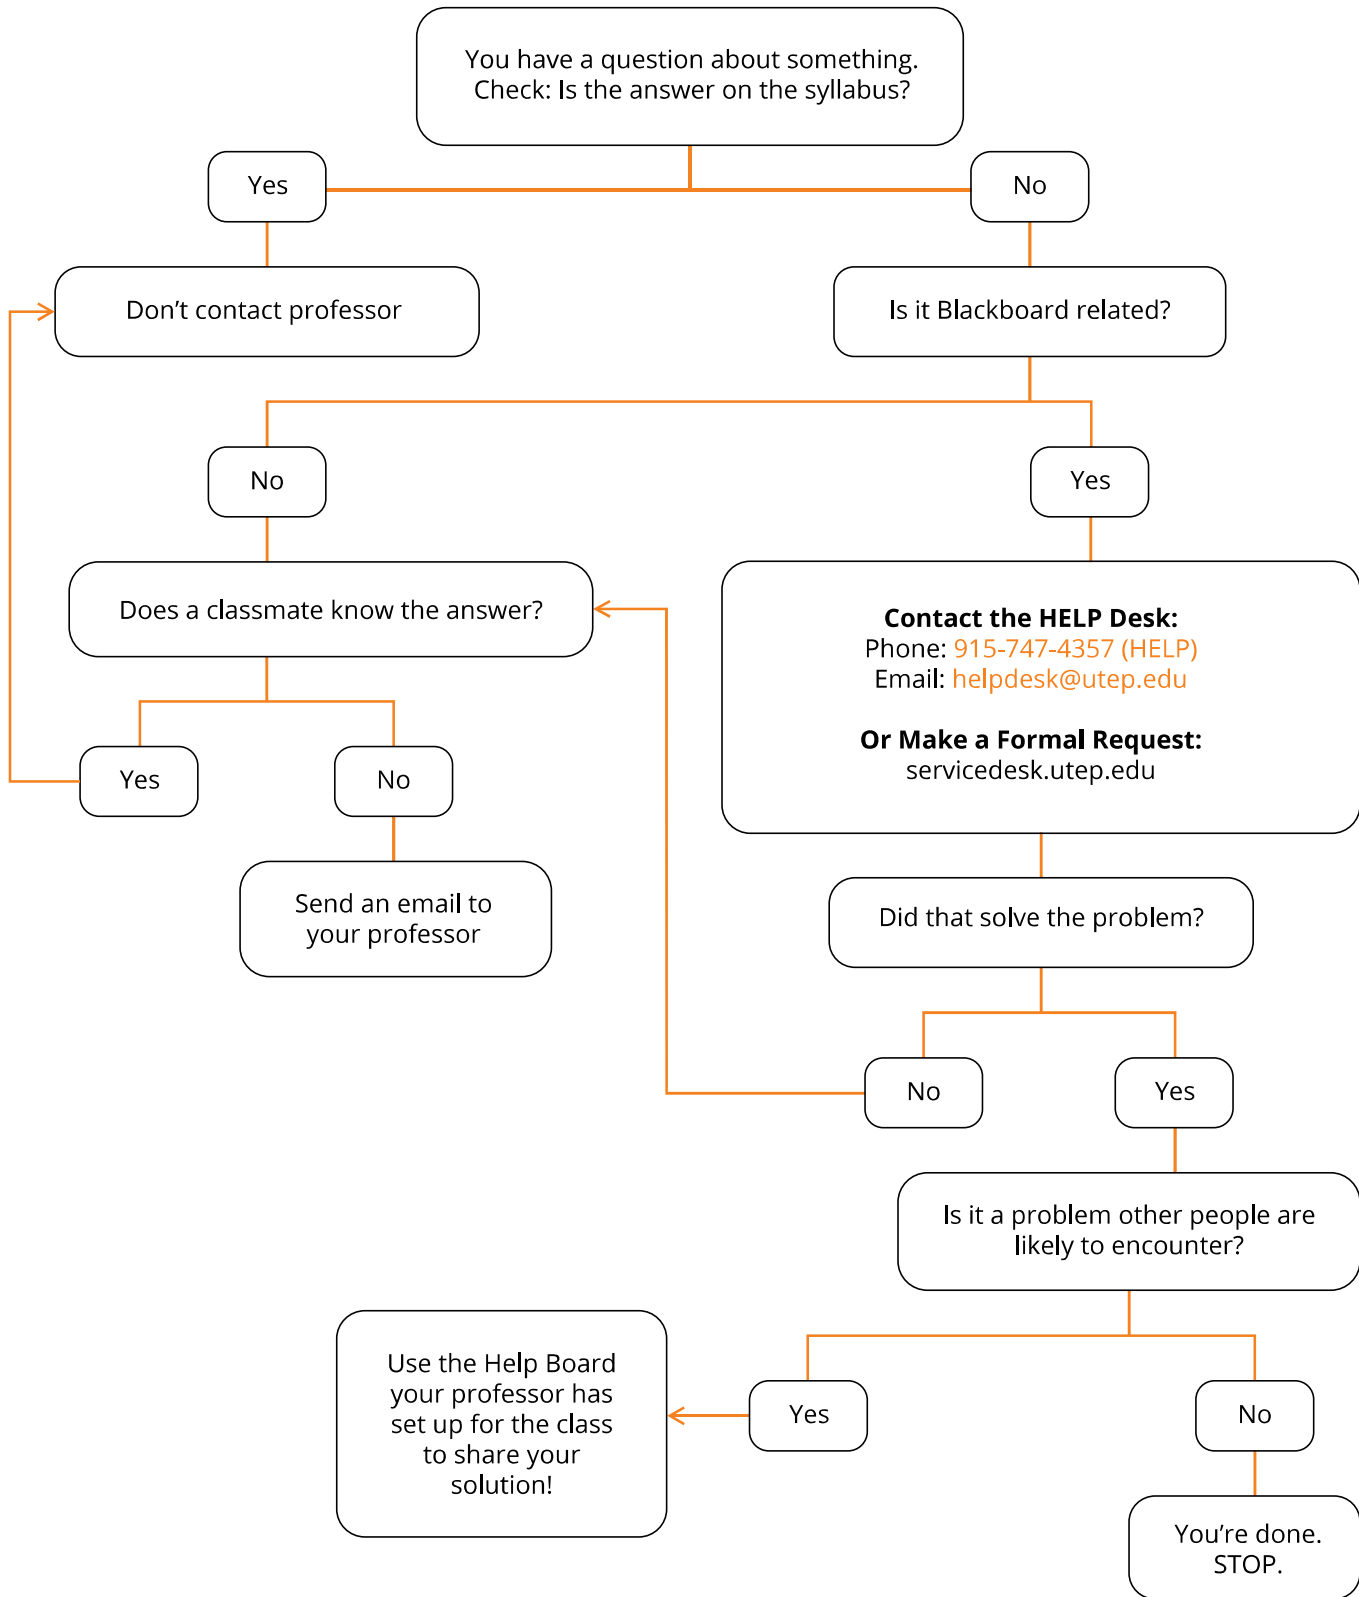 You have a question about something.
Check: Is the answer on the syllabus?
Yes
No
Don't contact professor
Is it Blackboard related?
No
Yes
Does a classmate know the answer?
Contact the HELP Desk:
Phone: 915-747-4357 (HELP)
Email: helpdesk@utep.edu
Or Make a Formal Request:
servicedesk.utep.edu
Yes
No
Send an email to
your professor
Did that solve the problem?
No
Yes
Is it a problem other people are
likely to encounter?
Use the Help Board
your professor has
set up for the class
to share your
solution!
Yes
No
You're done.
STOP.